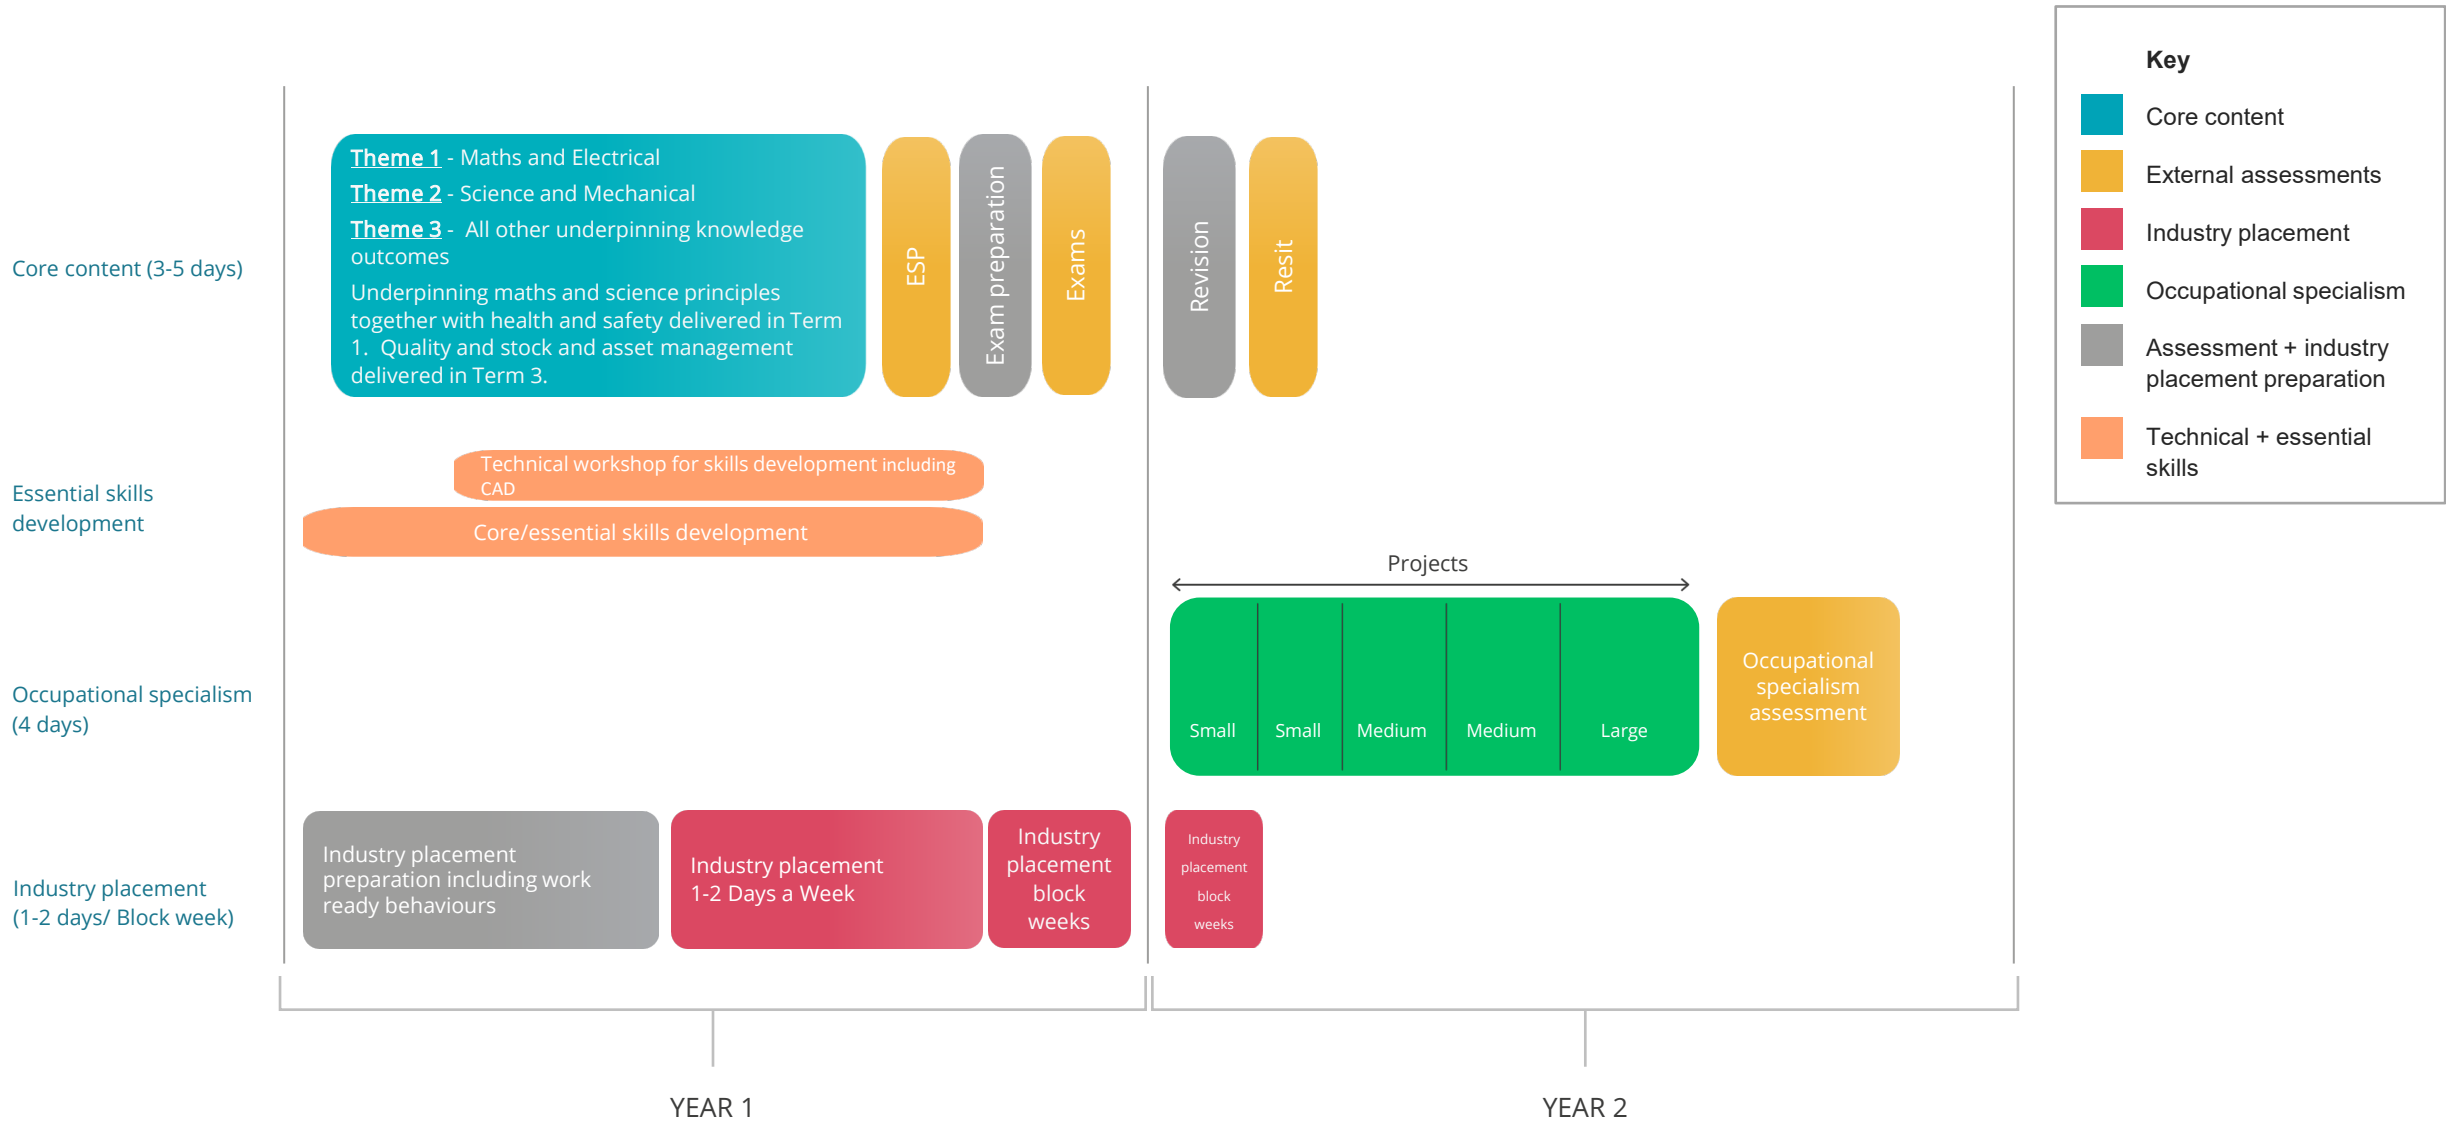 Key
Core content
External assessments
Industry placement
Occupational specialism
Assessment + industry
placement preparation
Technical + essential
skills
Core content (3-5 days)
Theme 1 - Maths and Electrical
Theme 2 - Science and Mechanical
Theme 3 -  All other underpinning knowledge
outcomes
Underpinning maths and science principles
together with health and safety delivered in Term
1.  Quality and stock and asset management
delivered in Term 3.
ESP
Exam preparation
Exams
Revision
Resit
Essential skills
development
Technical workshop for skills development including
CAD
Core/essential skills development
Projects
Occupational specialism
(4 days)
Small
Small
Medium
Medium
Large
Occupational
specialism
assessment
Industry placement
(1-2 days/ Block week)
Industry placement
preparation including work
ready behaviours
Industry placement
1-2 Days a Week
Industry
placement
block
weeks
Industry
placement
block
weeks
YEAR 1
YEAR 2